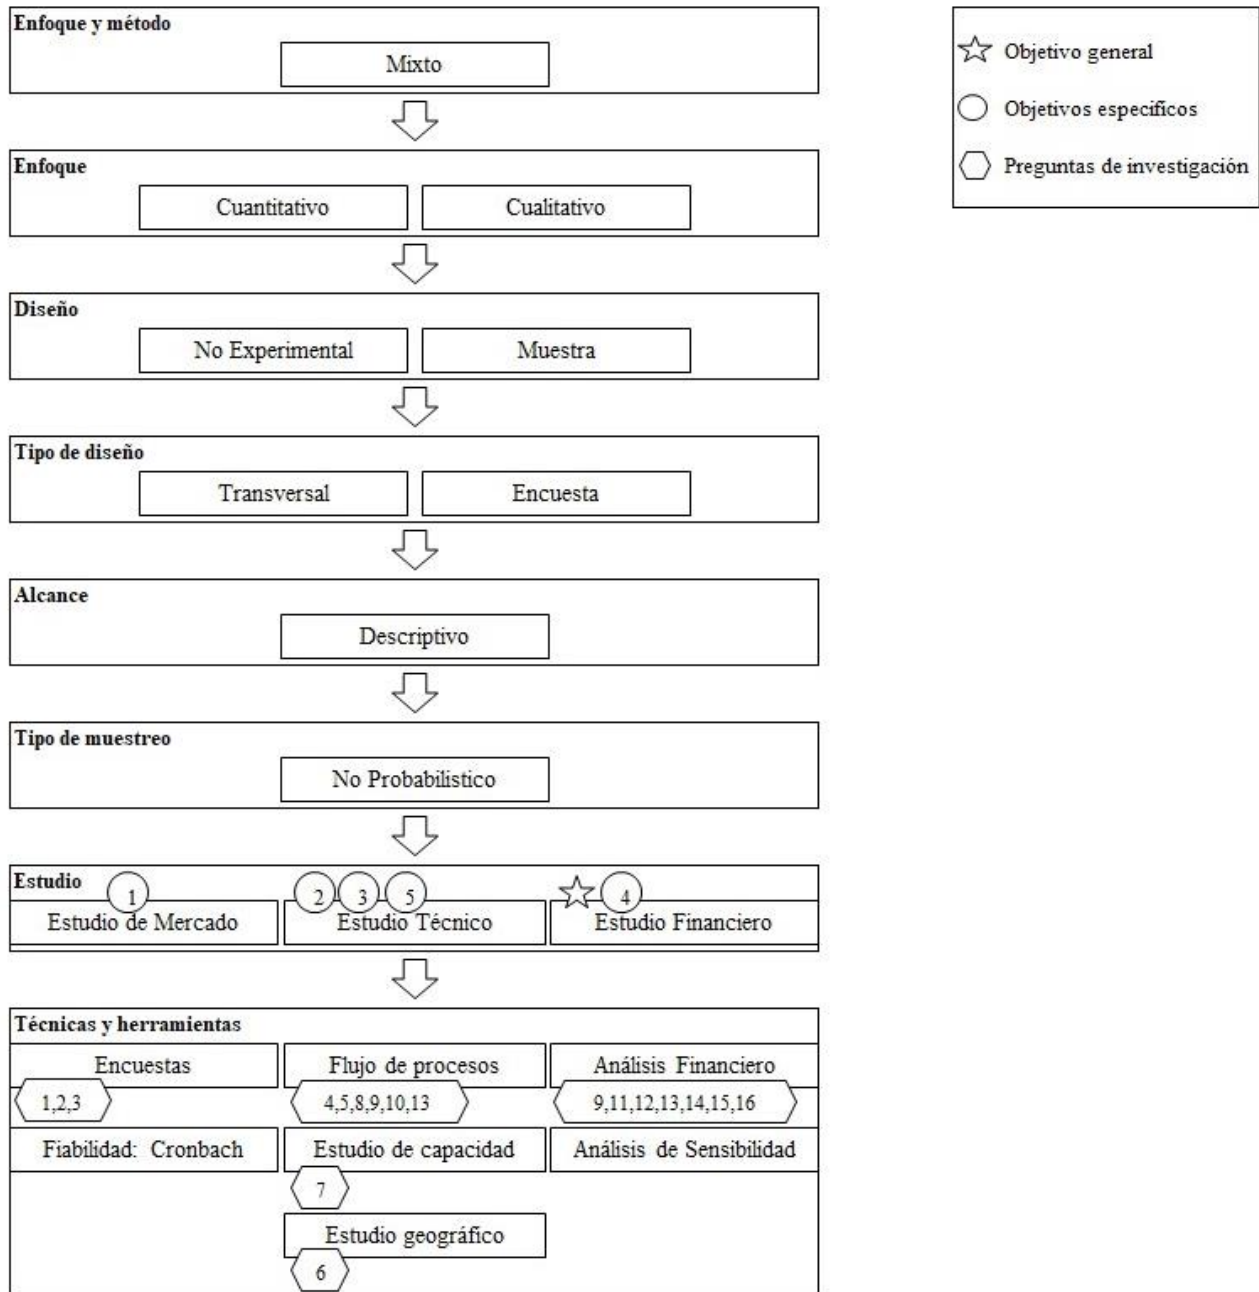 Enfoque y método
Mixto
Enfoque
Cuantitativo
Cualitativo
Diseño
No Experimental
Muestra
Tipo de diseño
Transversal
Encuesta
Alcance
Descriptivo
Tipo de muestreo
No Probabilistico
Estudio
1
2
3
5
4
Estudio de Mercado
Estudio Técnico
Estudio Financiero
Técnicas y herramientas
Encuestas
Flujo de procesos
Análisis Financiero
1,2,3
4,5,8,9,10,13
9,11,12,13,14,15,16
Fiabilidad: Cronbach
Estudio de capacidad
Análisis de Sensibilidad
7
Estudio geográfico
6
Objetivo general
Objetivos específicos
Preguntas de investigación